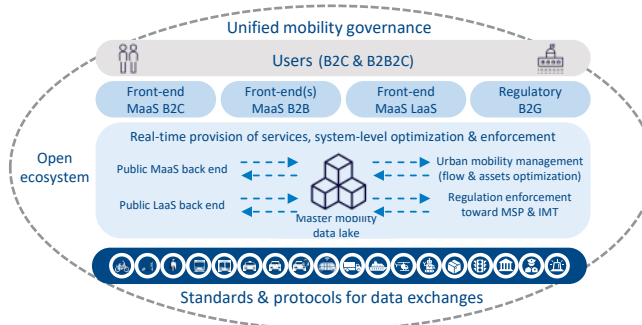 Unified mobility governance
Users (B2C & B2B2C)
Front-end
MaaS B2C
Front-end(s)
MaaS B2B
Front-end
MaaS LaaS
Regulatory
B2G
Open
ecosystem
Real-time provision of services, system-level optimization & enforcement
Public MaaS back end
Urban mobility management
(flow & assets optimization)
Public LaaS back end
Regulation enforcement
toward MSP & IMT
Master mobility
data lake
Standards & protocols for data exchanges